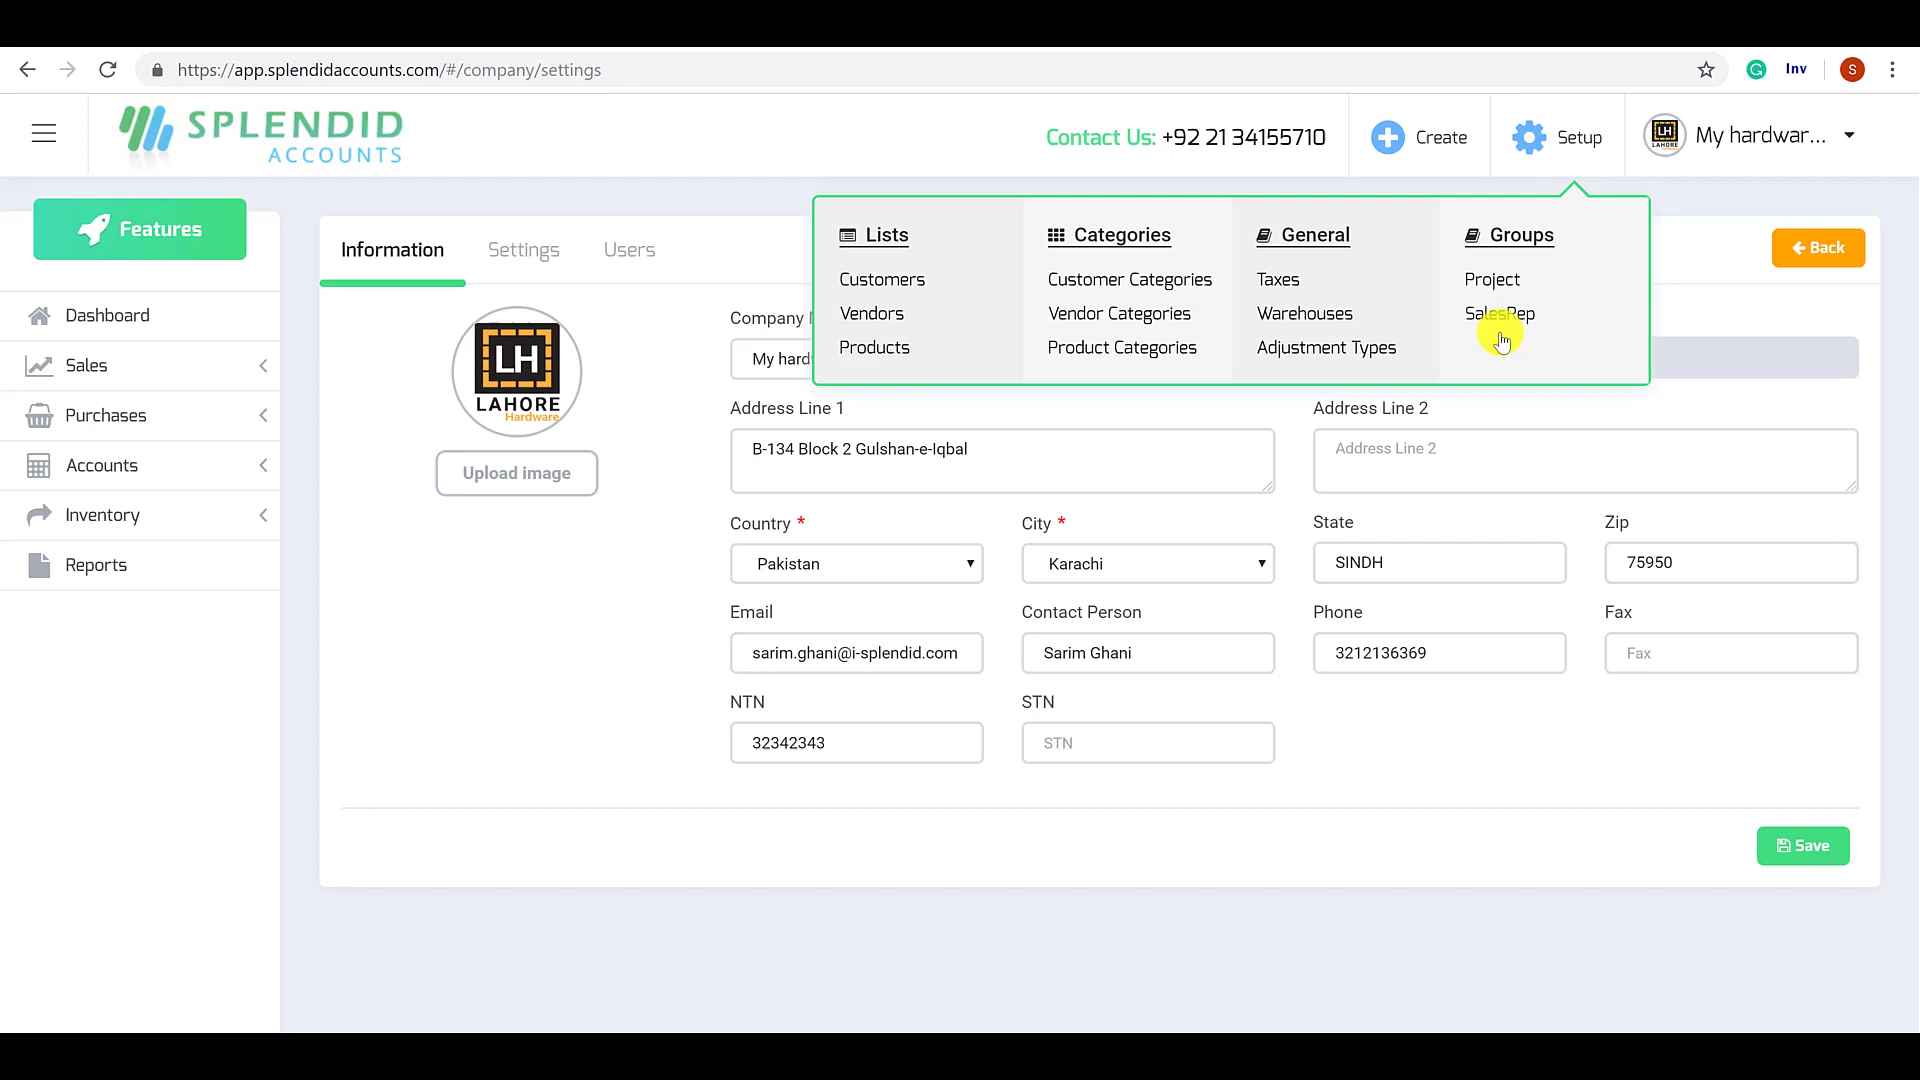 https://app.splendidaccounts.com/#/company/settings
Inv
S
SPLENDID
ACCOUNTS
Contact Us: +92 21 34155710
Create
Setup
LH
LAHORE
My hardwar...
Features
Dashboard
Sales
Purchases
Accounts
Inventory
Reports
Information
Settings
Users
Lists
Customers
Vendors
Products
Categories
Customer Categories
Vendor Categories
Product Categories
General
Taxes
Warehouses
Adjustment Types
Groups
Project
SalesRep
Back
LH
LAHORE
Hardware
Upload image
Company
My hard
Address Line 1
B-134 Block 2 Gulshan-e-Iqbal
Address Line 2
Address Line 2
Country *
Pakistan
City *
Karachi
State
SINDH
Zip
75950
Email
sarim.ghani@i-splendid.com
Contact Person
Sarim Ghani
Phone
3212136369
Fax
Fax
NTN
32342343
STN
STN
Save